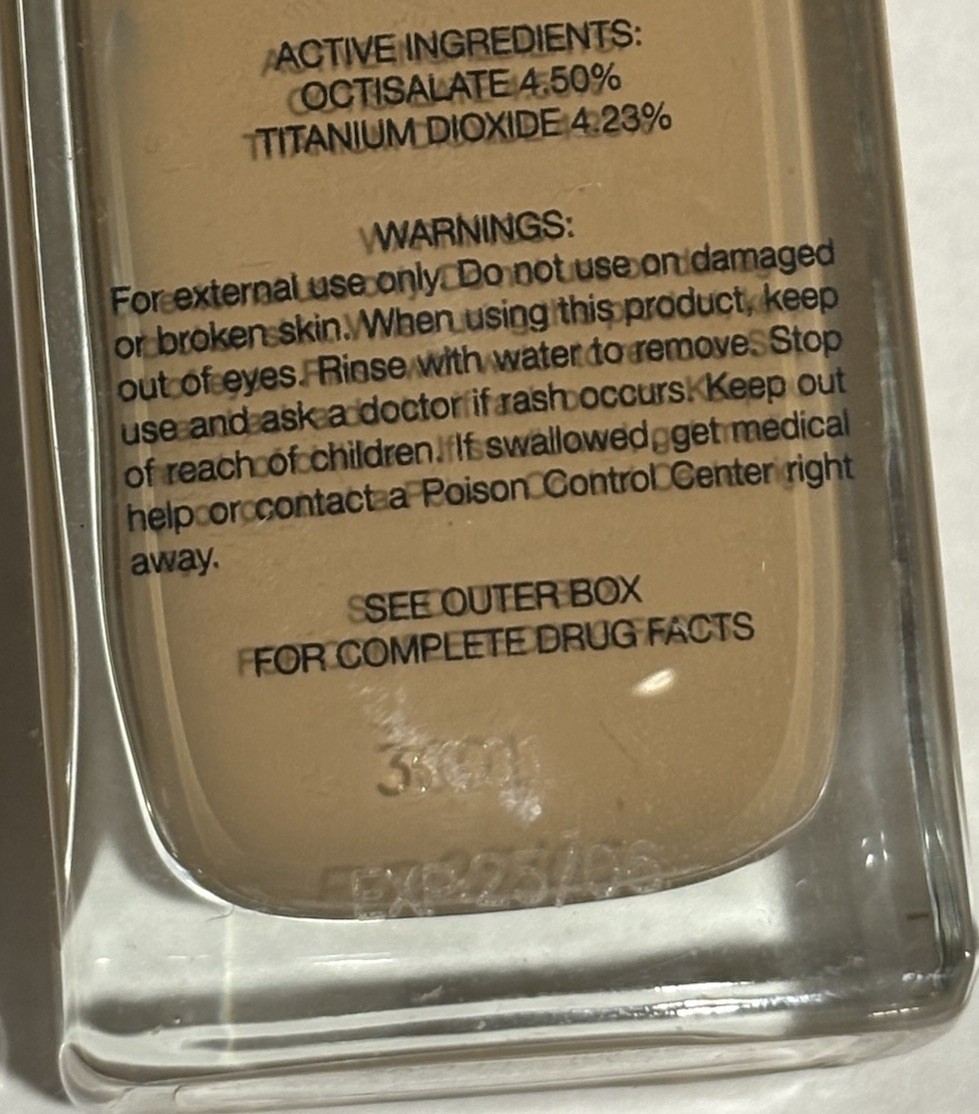 ACTIVE INGREDIENTS:
OCTISALATE 4.50%
TITANIUM DIOXIDE 4.23%
WARNINGS:
For external use only. Do not use on damaged
or broken skin. When using this product, keep
out of eyes. Rinse with water to remove. Stop
use and ask a doctor if rash occurs. Keep out
of reach of children. If swallowed, get medical
help or contact a Poison Control Center right
away.
SEE OUTER BOX
FOR COMPLETE DRUG FACTS
EXP 25/06